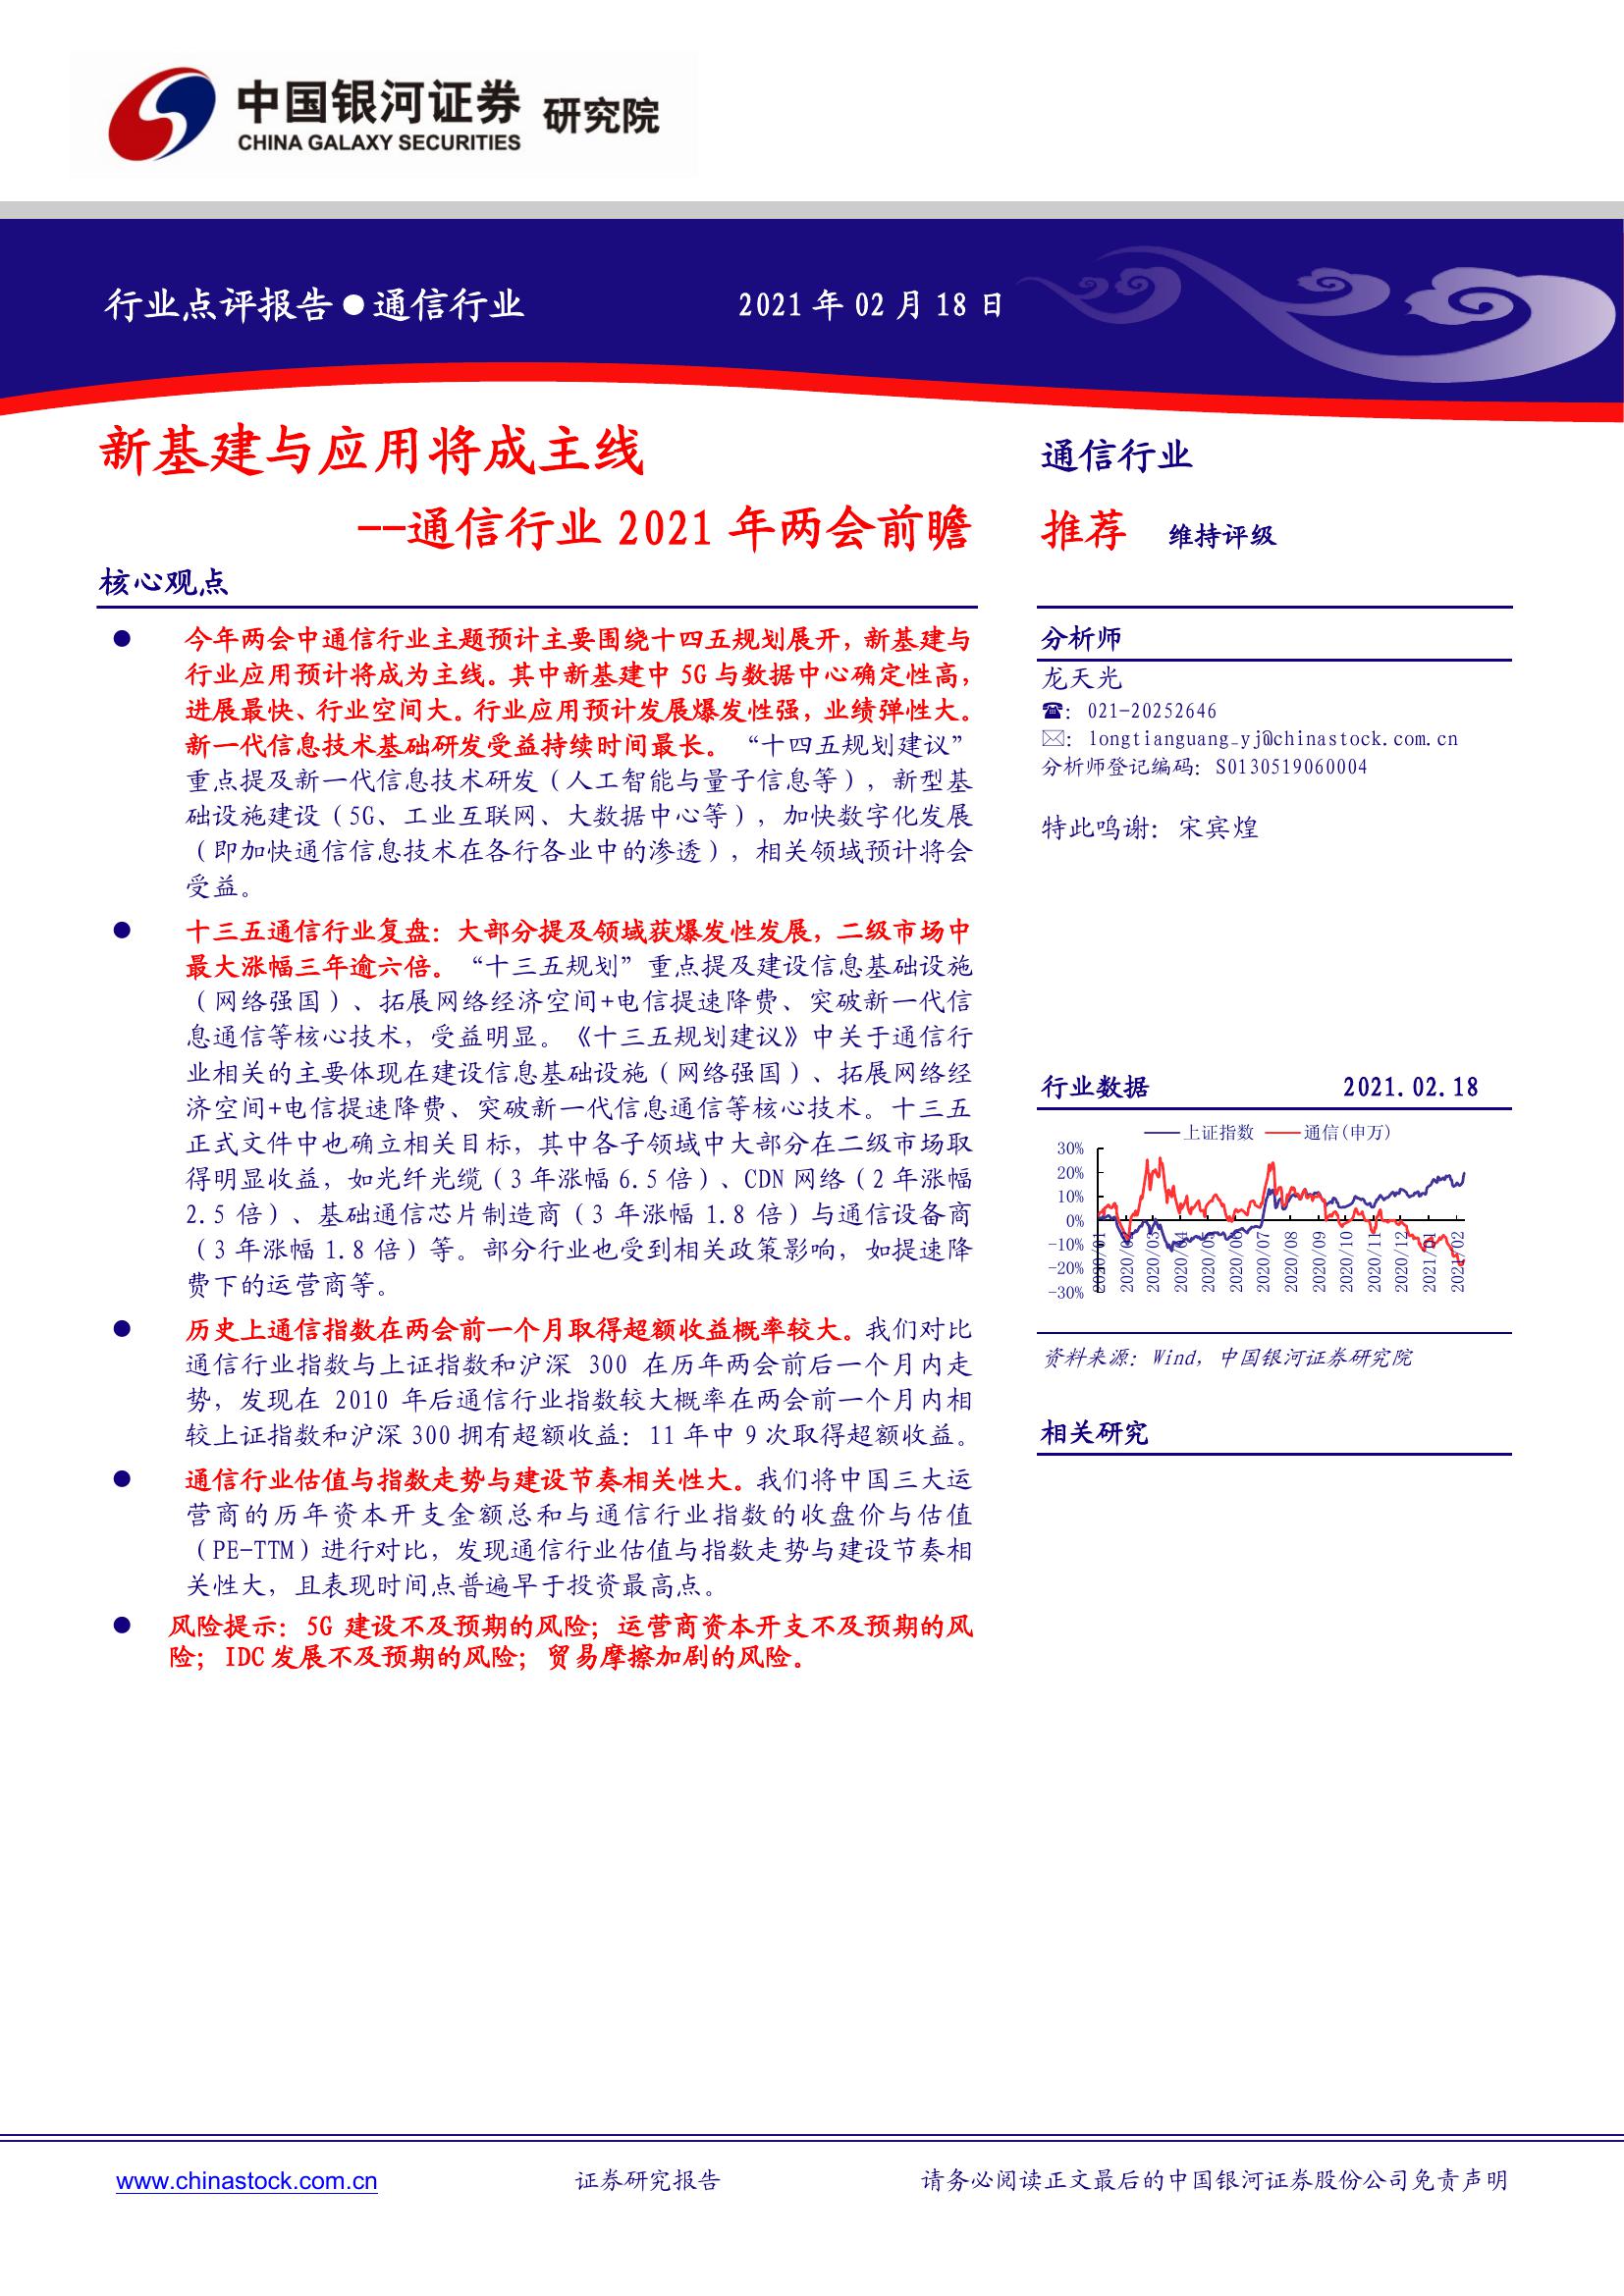 中国银河证券 研究院
CHINA GALAXY SECURITIES
行业点评报告●通信行业 2021 年 02 月 18 日
新基建与应用将成主线
--通信行业 2021 年两会前瞻
核心观点
● 今年两会中通信行业主题预计主要围绕十四五规划展开，新基建与
行业应用预计将成为主线。其中新基建中 5G 与数据中心确定性高，
进展最快、行业空间大。行业应用预计发展爆发性强，业绩弹性大。
新一代信息技术基础研发受益持续时间最长。“十四五规划建议”
重点提及新一代信息技术研发（人工智能与量子信息等），新型基
础设施建设（5G、工业互联网、大数据中心等），加快数字化发展
（即加快通信信息技术在各行各业中的渗透），相关领域预计将会
受益。
● 十三五通信行业复盘：大部分提及领域获爆发性发展，二级市场中
最大涨幅三年逾六倍。“十三五规划”重点提及建设信息基础设施
（网络强国）、拓展网络经济空间+电信提速降费、突破新一代信
息通信等核心技术，受益明显。《十三五规划建议》中关于通信行
业相关的主要体现在建设信息基础设施（网络强国）、拓展网络经
济空间+电信提速降费、突破新一代信息通信等核心技术。十三五
正式文件中也确立相关目标，其中各子领域中大部分在二级市场取
得明显收益，如光纤光缆（3 年涨幅 6.5 倍）、CDN 网络（2 年涨幅
2.5 倍）、基础通信芯片制造商（3 年涨幅 1.8 倍）与通信设备商
（3 年涨幅 1.8 倍）等。部分行业也受到相关政策影响，如提速降
费下的运营商等。
● 历史上通信指数在两会前一个月取得超额收益概率较大。我们对比
通信行业指数与上证指数和沪深 300 在历年两会前后一个月内走
势，发现在 2010 年后通信行业指数较大概率在两会前一个月内相
较上证指数和沪深 300 拥有超额收益：11 年中 9 次取得超额收益。
● 通信行业估值与指数走势与建设节奏相关性大。我们将中国三大运
营商的历年资本开支金额总和与通信行业指数的收盘价与估值
（PE-TTM）进行对比，发现通信行业估值与指数走势与建设节奏相
关性大，且表现时间点普遍早于投资最高点。
● 风险提示：5G 建设不及预期的风险；运营商资本开支不及预期的风
险；IDC 发展不及预期的风险；贸易摩擦加剧的风险。
通信行业
推荐 维持评级
分析师
龙天光
☎：021-20252646
✉：longtianguang_yj@chinastock.com.cn
分析师登记编码：S0130519060004
特此鸣谢：宋宾煌
行业数据 2021.02.18
上证指数 通信(申万)
30%
20%
10%
0%
-10%
-20%
-30%
2020/01
2020/02
2020/03
2020/04
2020/05
2020/06
2020/07
2020/08
2020/09
2020/10
2020/11
2020/12
2021/01
2021/02
资料来源：Wind，中国银河证券研究院
相关研究
www.chinastock.com.cn 证券研究报告 请务必阅读正文最后的中国银河证券股份公司免责声明